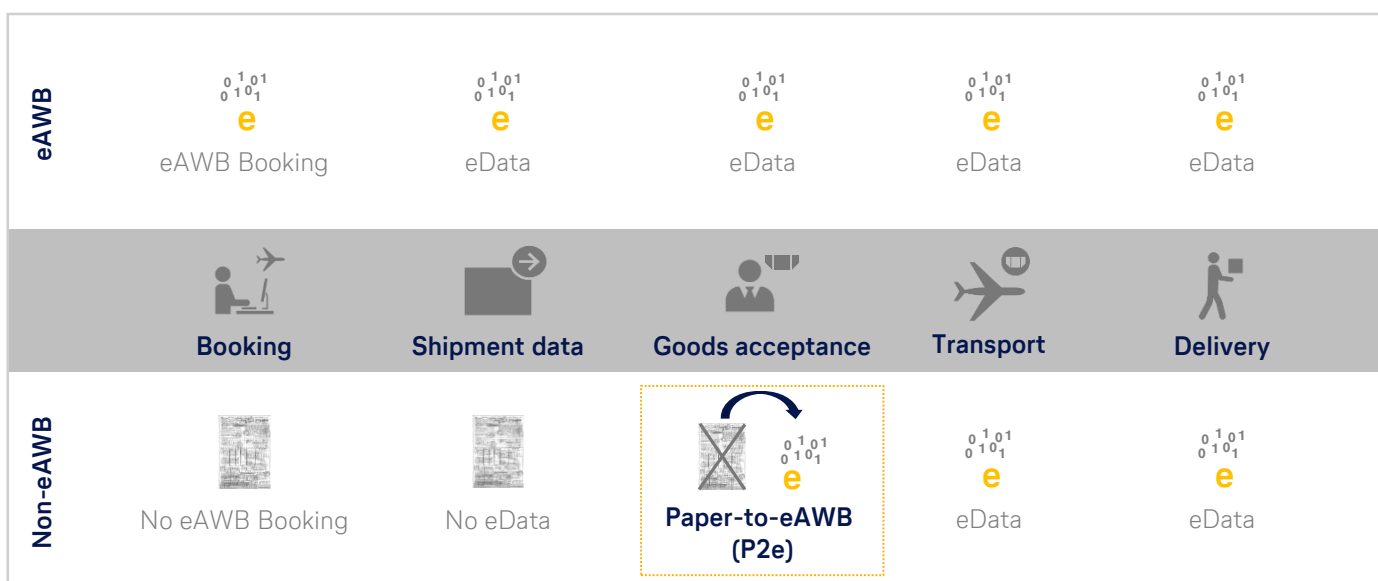 eAWB
0 1 0 1
0 1 0 1
e
eAWB Booking
0 1 0 1
0 1 0 1
e
eData
0 1 0 1
0 1 0 1
e
eData
0 1 0 1
0 1 0 1
e
eData
0 1 0 1
0 1 0 1
e
eData
Booking
Shipment data
Goods acceptance
Transport
Delivery
Non-eAWB
No eAWB Booking
No eData
0 1 0 1
0 1 0 1
e
Paper-to-eAWB
(P2e)
0 1 0 1
0 1 0 1
e
eData
0 1 0 1
0 1 0 1
e
eData